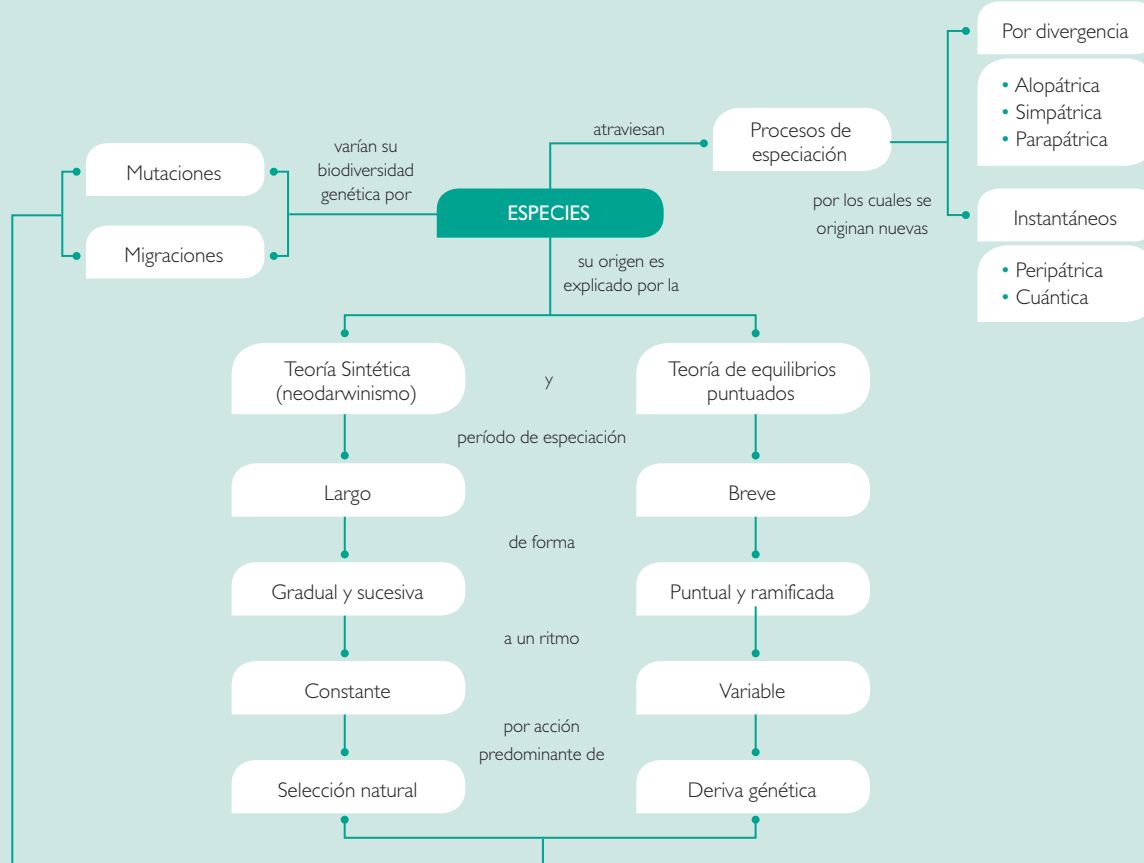 Por divergencia
• Alopátrica
• Simpátrica
• Parapátrica
atraviesan
Procesos de
especiación
varían su
biodiversidad
genética por
Mutaciones
Migraciones
ESPECIES
por los cuales se
originan nuevas
Instantáneos
• Peripátrica
• Cuántica
su origen es
explicado por la
Teoría Sintética
(neodarwinismo)
y
Teoría de equilibrios
puntuados
período de especiación
Largo
Breve
de forma
Gradual y sucesiva
Puntual y ramificada
a un ritmo
Constante
Variable
por acción
predominante de
Selección natural
Deriva génética